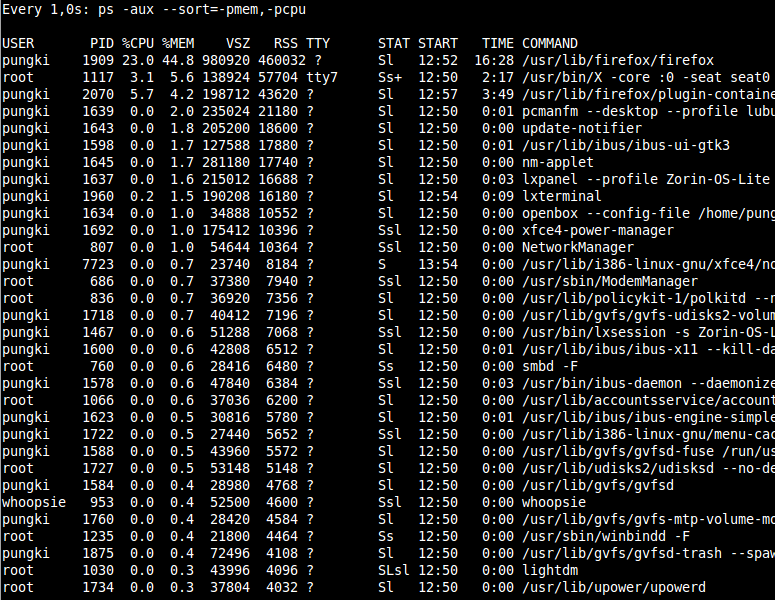 Every 1,0s: ps -aux --sort=-pmem,-pcpu
USER PID %CPU %MEM VSZ RSS TTY STAT START TIME COMMAND
pungki 1909 23.0 44.8 980920 460032 ? Sl 12:52 16:28 /usr/lib/firefox/firefox
root 1117 3.1 5.6 138924 57704 tty7 Ss+ 12:50 2:17 /usr/bin/X -core :0 -seat seat0
pungki 2070 5.7 4.2 198712 43620 ? Sl 12:57 3:49 /usr/lib/firefox/plugin-containe
pungki 1639 0.0 2.0 235024 21180 ? Sl 12:50 0:01 pcmanfm --desktop --profile lubu
pungki 1643 0.0 1.8 205200 18600 ? Sl 12:50 0:00 update-notifier
pungki 1598 0.0 1.7 127588 17880 ? Sl 12:50 0:01 /usr/lib/ibus/ibus-ui-gtk3
pungki 1645 0.0 1.7 281180 17740 ? Sl 12:50 0:00 nm-applet
pungki 1637 0.0 1.6 215012 16688 ? Sl 12:50 0:03 lxpanel --profile Zorin-OS-Lite
pungki 1960 0.2 1.5 190208 16180 ? Sl 12:54 0:09 lxterminal
pungki 1634 0.0 1.0 34888 10552 ? Sl 12:50 0:00 openbox --config-file /home/pung
pungki 1692 0.0 1.0 175412 10396 ? Ssl 12:50 0:00 xfce4-power-manager
root 807 0.0 1.0 54644 10364 ? Ssl 12:50 0:00 NetworkManager
pungki 7723 0.0 0.7 23740 8184 ? S 13:54 0:00 /usr/lib/i386-linux-gnu/xfce4/no
root 686 0.0 0.7 37380 7940 ? Ssl 12:50 0:00 /usr/sbin/ModemManager
root 836 0.0 0.7 36920 7356 ? Sl 12:50 0:00 /usr/lib/policykit-1/polkitd --n
pungki 1718 0.0 0.7 40412 7196 ? Sl 12:50 0:00 /usr/lib/gvfs/gvfs-udisks2-volum
pungki 1467 0.0 0.6 51288 7068 ? Ssl 12:50 0:00 /usr/bin/lxsession -s Zorin-OS-L
pungki 1600 0.0 0.6 42808 6512 ? Sl 12:50 0:01 /usr/lib/ibus/ibus-x11 --kill-da
root 760 0.0 0.6 28416 6480 ? Ss 12:50 0:00 smbd -F
pungki 1578 0.0 0.6 47840 6384 ? Ssl 12:50 0:03 /usr/bin/ibus-daemon --daemonize
root 1066 0.0 0.6 37036 6200 ? Sl 12:50 0:00 /usr/lib/accountsservice/account
pungki 1623 0.0 0.5 30816 5780 ? Sl 12:50 0:01 /usr/lib/ibus/ibus-engine-simple
pungki 1722 0.0 0.5 27440 5652 ? Ssl 12:50 0:00 /usr/lib/i386-linux-gnu/menu-cac
pungki 1588 0.0 0.5 43960 5572 ? Sl 12:50 0:00 /usr/lib/gvfs/gvfsd-fuse /run/us
root 1727 0.0 0.5 53148 5148 ? Sl 12:50 0:00 /usr/lib/udisks2/udisksd --no-de
pungki 1584 0.0 0.4 28980 4768 ? Sl 12:50 0:00 /usr/lib/gvfs/gvfsd
whoopsie 953 0.0 0.4 52500 4600 ? Ssl 12:50 0:00 whoopsie
pungki 1760 0.0 0.4 28420 4584 ? Sl 12:50 0:00 /usr/lib/gvfs/gvfs-mtp-volume-mo
root 1235 0.0 0.4 21800 4464 ? Ss 12:50 0:00 /usr/sbin/winbindd -F
pungki 1875 0.0 0.4 72496 4108 ? Sl 12:50 0:00 /usr/lib/gvfs/gvfsd-trash --spaw
root 1030 0.0 0.3 43996 4096 ? SLsl 12:50 0:00 lightdm
root 1734 0.0 0.3 37804 4032 ? Sl 12:50 0:00 /usr/lib/upower/upowerd